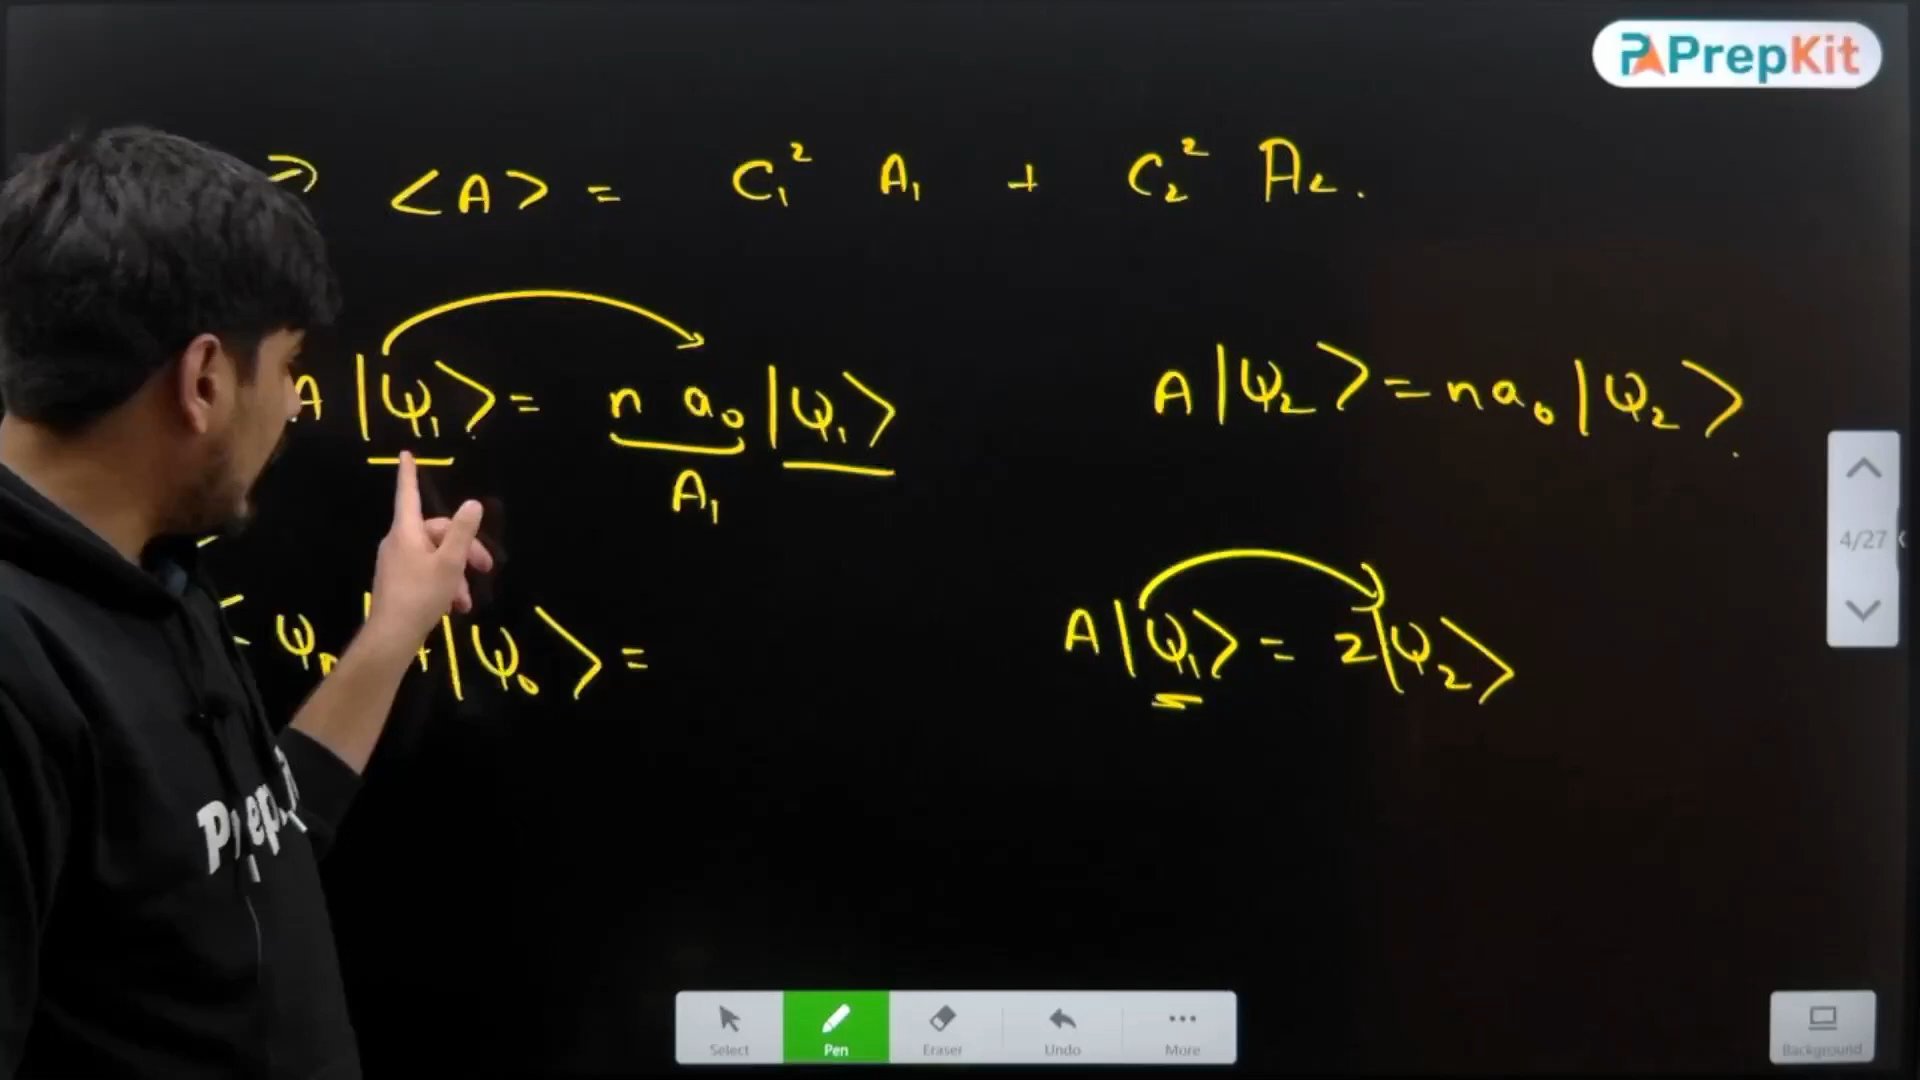 PrepKit
⇒ <A> = C₁² A₁ + C₂² A₂.
A |ψ₁> = n a₀ |ψ₁>
A₁
A |ψ₂> = n a₀ |ψ₂>
|ψ₀> =
A |ψ₁> = 2 |ψ₂>
4/27
Select
Pen
Eraser
Undo
More
Background